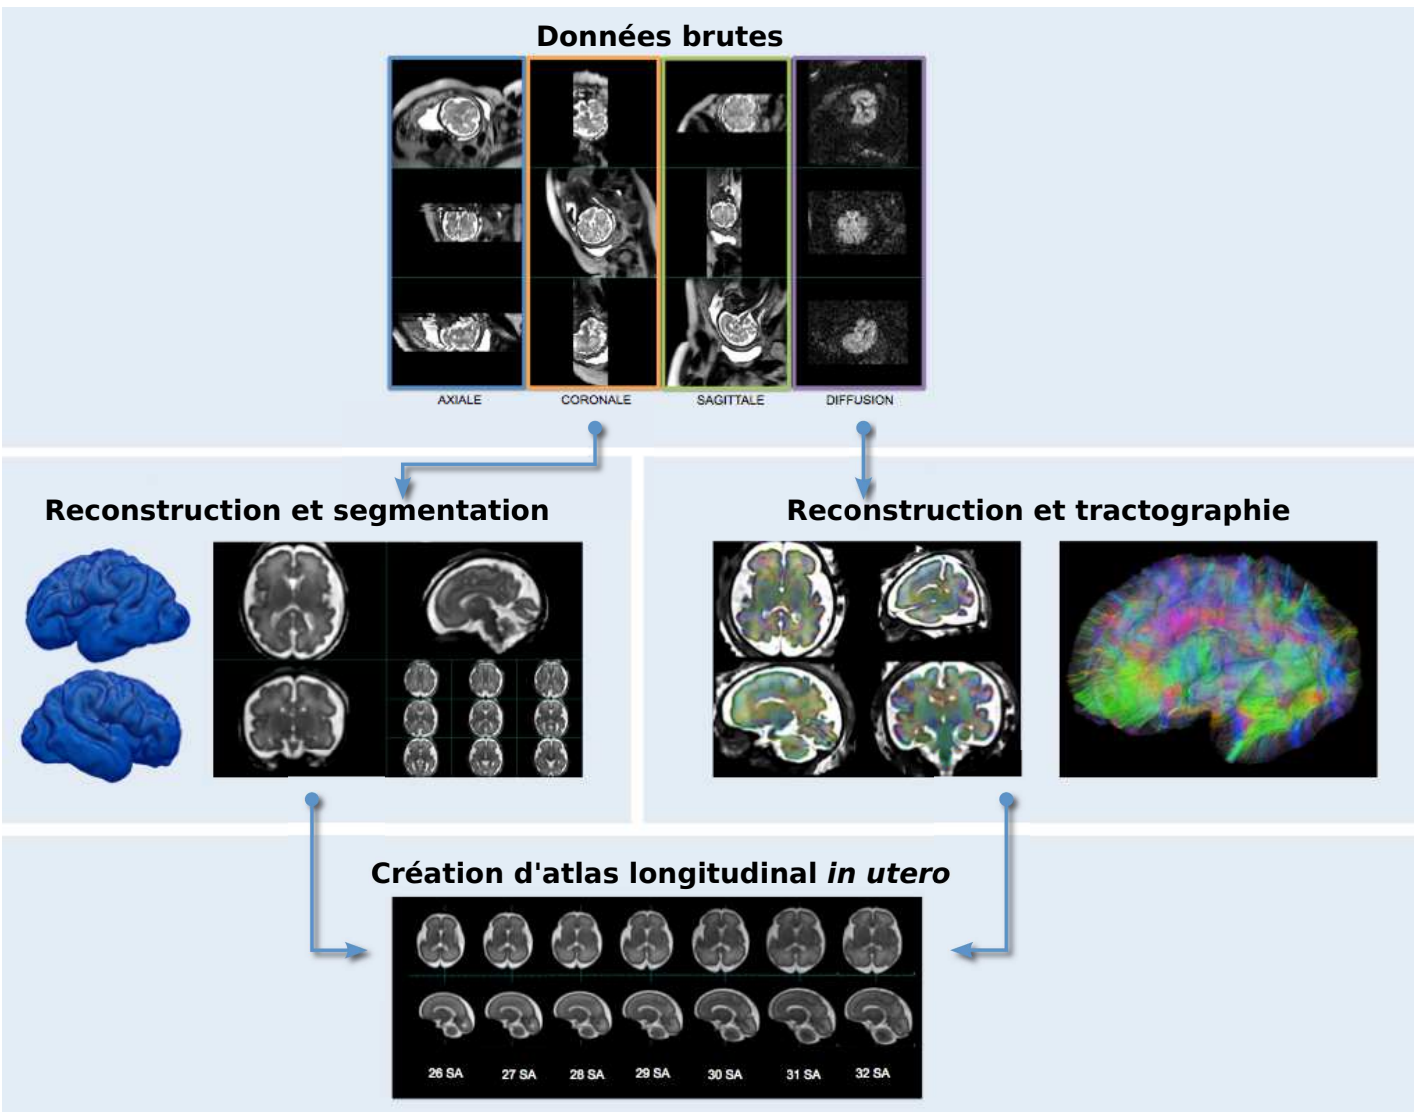 Données brutes
AXIALE CORONALE SAGITTALE DIFFUSION
Reconstruction et segmentation
Reconstruction et tractographie
Création d'atlas longitudinal in utero
26 SA 27 SA 28 SA 29 SA 30 SA 31 SA 32 SA